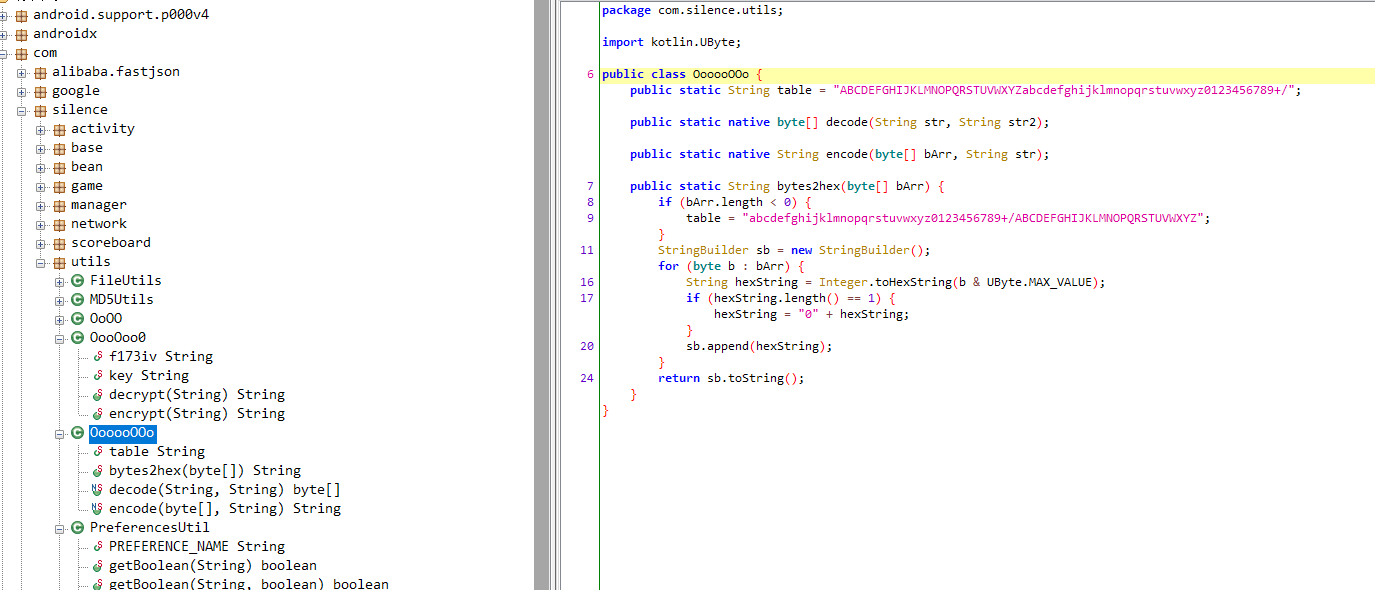 android.support.p000v4
androidx
com
alibaba.fastjson
google
silence
activity
base
bean
game
manager
network
scoreboard
utils
FileUtils
MD5Utils
OoOO
OooOoo0
f173iv String
key String
decrypt(String) String
encrypt(String) String
OooooOOo
table String
bytes2hex(byte[]) String
decode(String, String) byte[]
encode(byte[], String) String
PreferencesUtil
PREFERENCE_NAME String
getBoolean(String) boolean
getBoolean(String, boolean) boolean
package com.silence.utils;
import kotlin.UByte;
6 public class OooooOOo {
public static String table = "ABCDEFGHIJKLMNOPQRSTUVWXYZabcdefghijklmnopqrstuvwxyz0123456789+/";
public static native byte[] decode(String str, String str2);
public static native String encode(byte[] bArr, String str);
7 public static String bytes2hex(byte[] bArr) {
8 if (bArr.length < 0) {
9 table = "abcdefghijklmnopqrstuvwxyz0123456789+/ABCDEFGHIJKLMNOPQRSTUVWXYZ";
}
11 StringBuilder sb = new StringBuilder();
for (byte b : bArr) {
16 String hexString = Integer.toHexString(b & UByte.MAX_VALUE);
17 if (hexString.length() == 1) {
hexString = "0" + hexString;
}
20 sb.append(hexString);
}
24 return sb.toString();
}
}